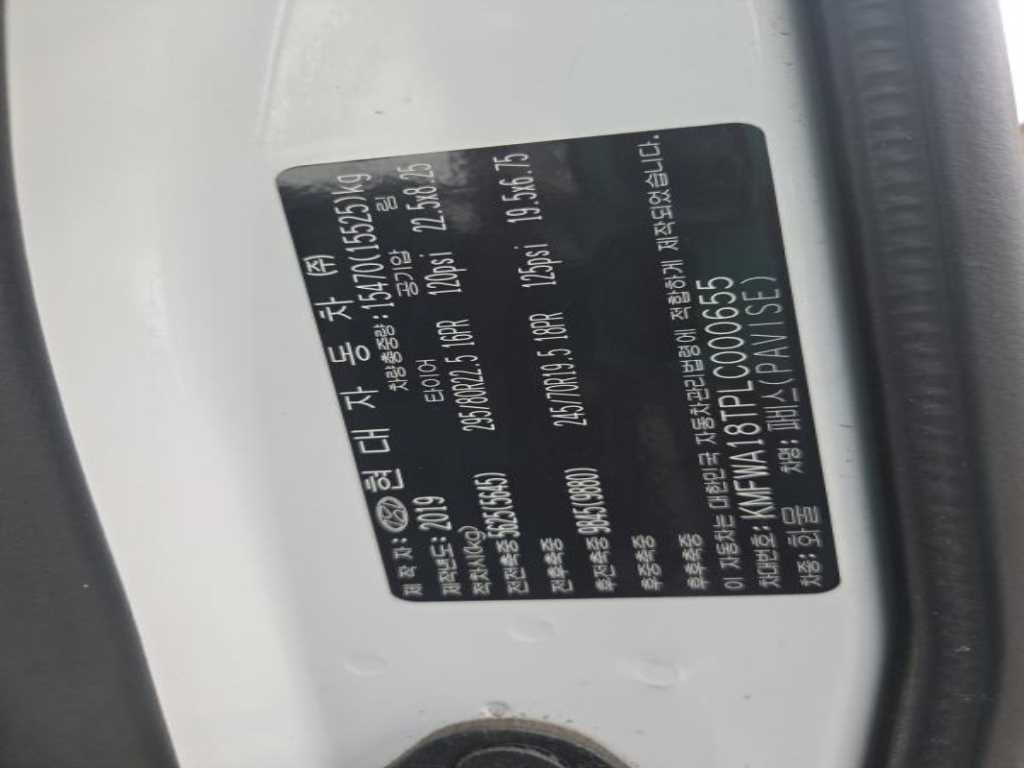 제 작 자: 현 대 자 동 차 (주)
제작년도: 2019 차량총중량: 15470(15525)kg
전차시(kg) 타이어 공기압 림
전전축중 5625(5645) 295/80R22.5 16PR 120psi 22.5x8.25
전후축중
후전축중 9845(9880) 245/70R19.5 18PR 125psi 19.5x6.75
후중축중
후후축중
이 자동차는 대한민국 자동차관리법령에 적합하게 제작되었습니다.
차대번호: KMFWA18TPLC000655
차종: 화물 차명: 파비스(PAVISE)